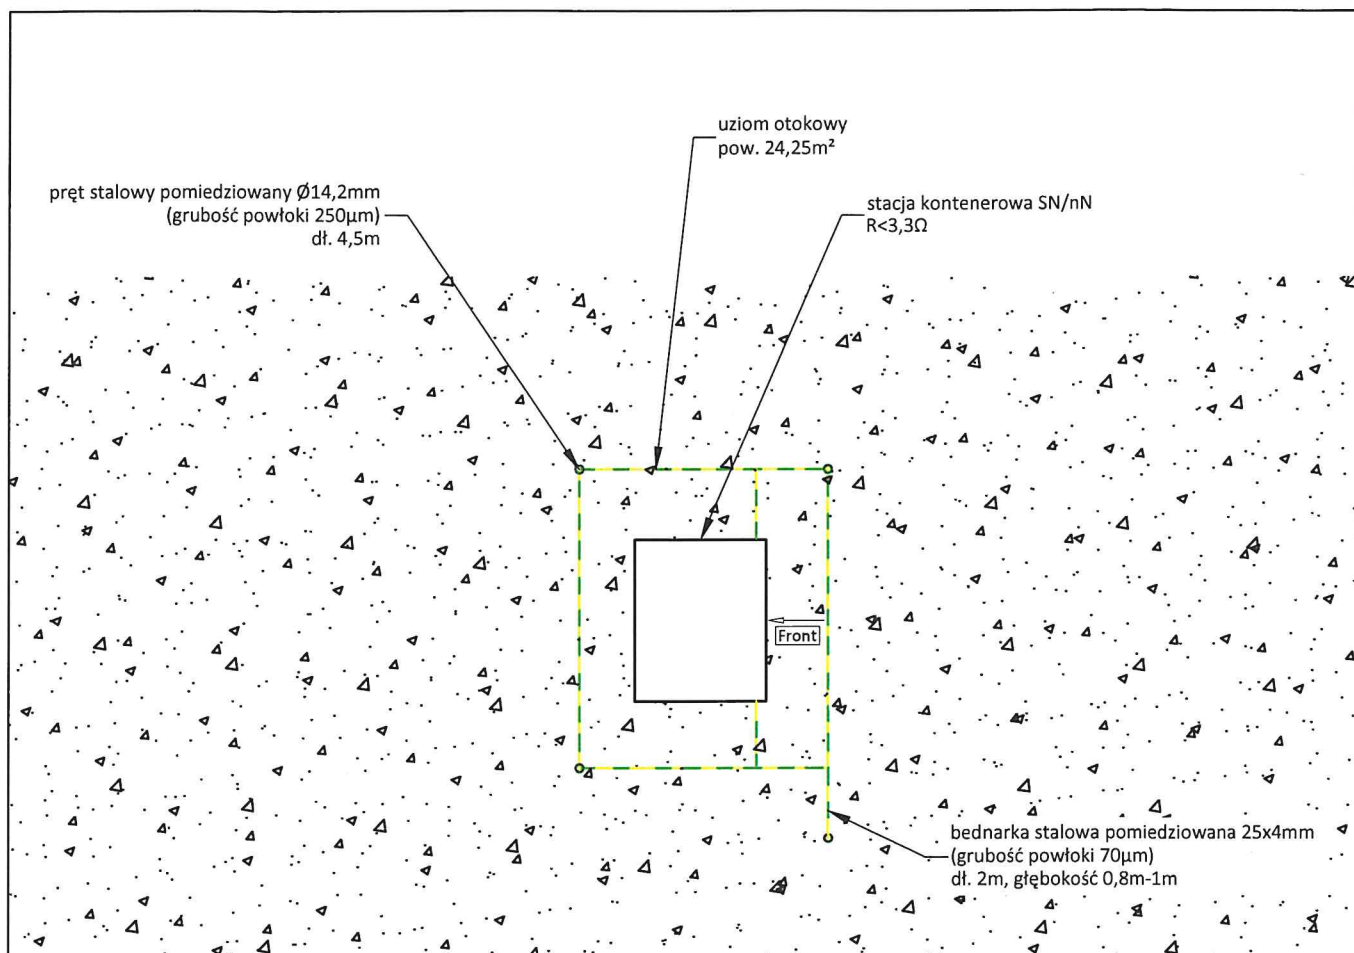 uziom otokowy
pow. 24,25m²
pręt stalowy pomiedziowany Ø14,2mm
(grubość powłoki 250µm)
dł. 4,5m
stacja kontenerowa SN/nN
R<3,3Ω
Front
bednarka stalowa pomiedziowana 25x4mm
(grubość powłoki 70µm)
dł. 2m, głębokość 0,8m-1m